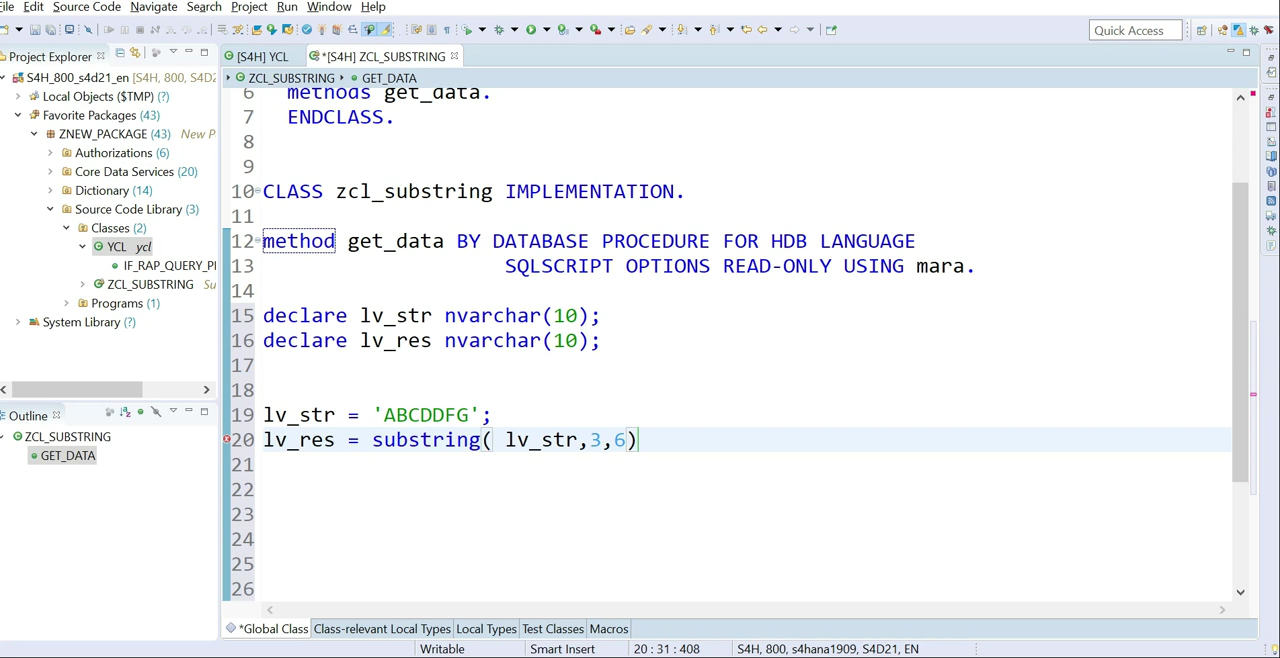 ile Edit Source Code Navigate Search Project Run Window Help
Quick Access
Project Explorer
[S4H] YCL
*[S4H] ZCL_SUBSTRING
ZCL_SUBSTRING
GET_DATA
S4H_800_s4d21_en [S4H, 800, S4D2
Local Objects ($TMP) (?)
Favorite Packages (43)
ZNEW_PACKAGE (43) New P
Authorizations (6)
Core Data Services (20)
Dictionary (14)
Source Code Library (3)
Classes (2)
YCL ycl
IF_RAP_QUERY_PI
ZCL_SUBSTRING Su
Programs (1)
System Library (?)
Outline
ZCL_SUBSTRING
GET_DATA
6 methods get_data.
7 ENDCLASS.
8
9
10 CLASS zcl_substring IMPLEMENTATION.
11
12 method get_data BY DATABASE PROCEDURE FOR HDB LANGUAGE
13 SQLSCRIPT OPTIONS READ-ONLY USING mara.
14
15 declare lv_str nvarchar(10);
16 declare lv_res nvarchar(10);
17
18
19 lv_str = 'ABCDDFG';
20 lv_res = substring( lv_str,3,6)
21
22
23
24
25
26
*Global Class Class-relevant Local Types Local Types Test Classes Macros
Writable Smart Insert 20 : 31 : 408 S4H, 800, s4hana1909, S4D21, EN